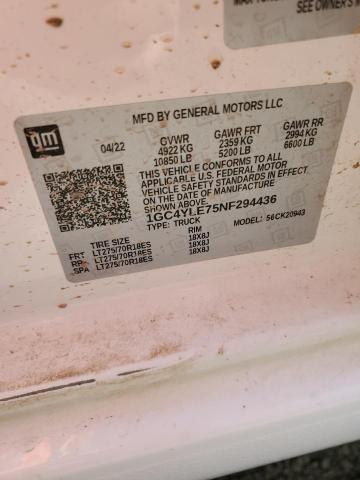 SEE OWNER'S M
gm
MFD BY GENERAL MOTORS LLC
04/22 GVWR GAWR FRT GAWR RR
4922 KG 2359 KG 2994 KG
10850 LB 5200 LB 6600 LB
THIS VEHICLE CONFORMS TO ALL
APPLICABLE U.S. FEDERAL MOTOR
VEHICLE SAFETY STANDARDS IN EFFECT
ON THE DATE OF MANUFACTURE
SHOWN ABOVE.
1GC4YLE75NF294436
TYPE: TRUCK MODEL: 56CK20943
TIRE SIZE RIM
FRT LT275/70R18ES 18X8J
RR LT275/70R18ES 18X8J
SPA LT275/70R18ES 18X8J